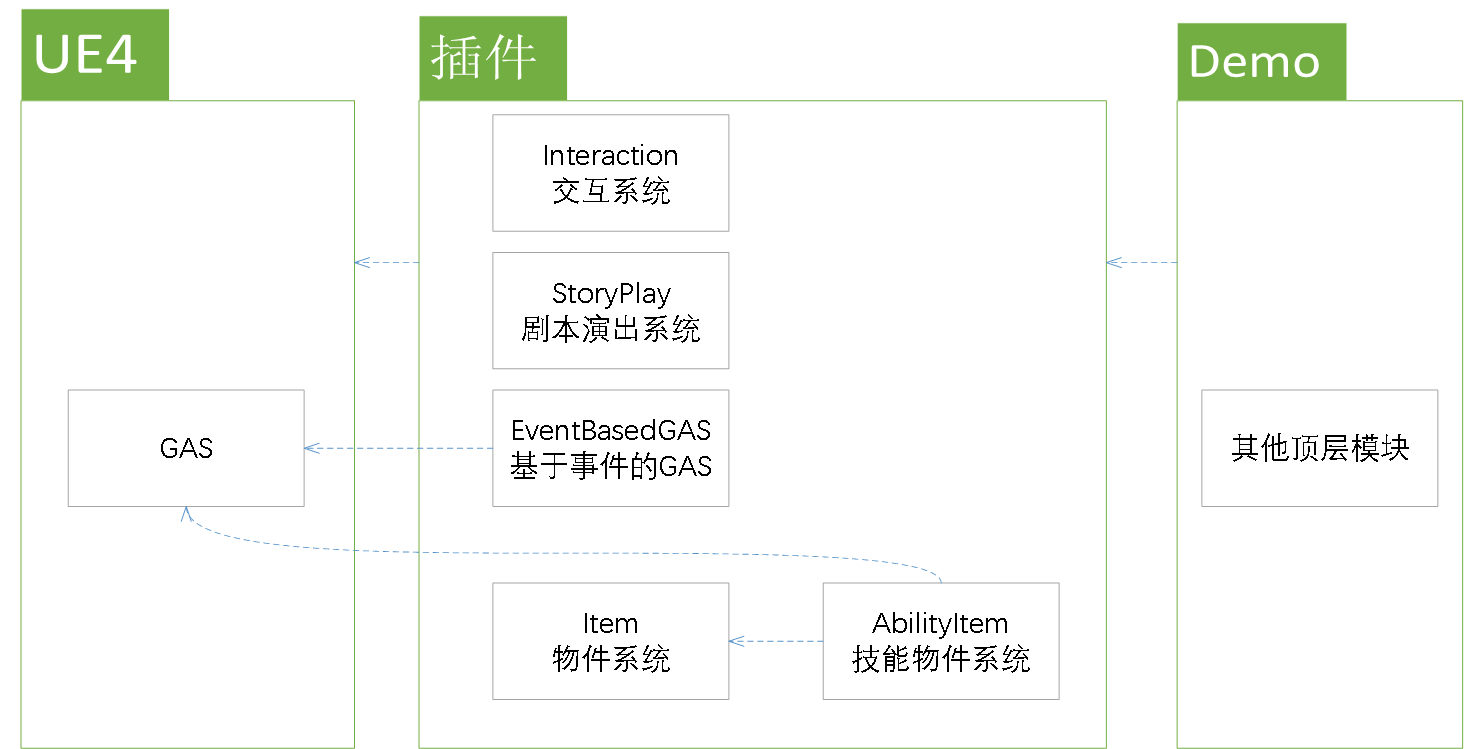 UE4
插件
Demo
Interaction
交互系统
StoryPlay
剧本演出系统
GAS
EventBasedGAS
基于事件的GAS
其他顶层模块
Item
物件系统
AbilityItem
技能物件系统